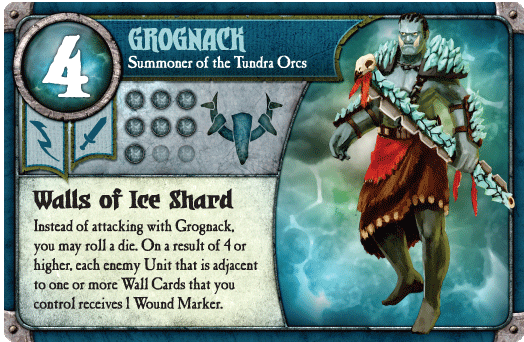 4
GROGNACK
Summoner of the Tundra Orcs
Walls of Ice Shard
Instead of attacking with Grognack,
you may roll a die. On a result of 4 or
higher, each enemy Unit that is adjacent
to one or more Wall Cards that you
control receives 1 Wound Marker.